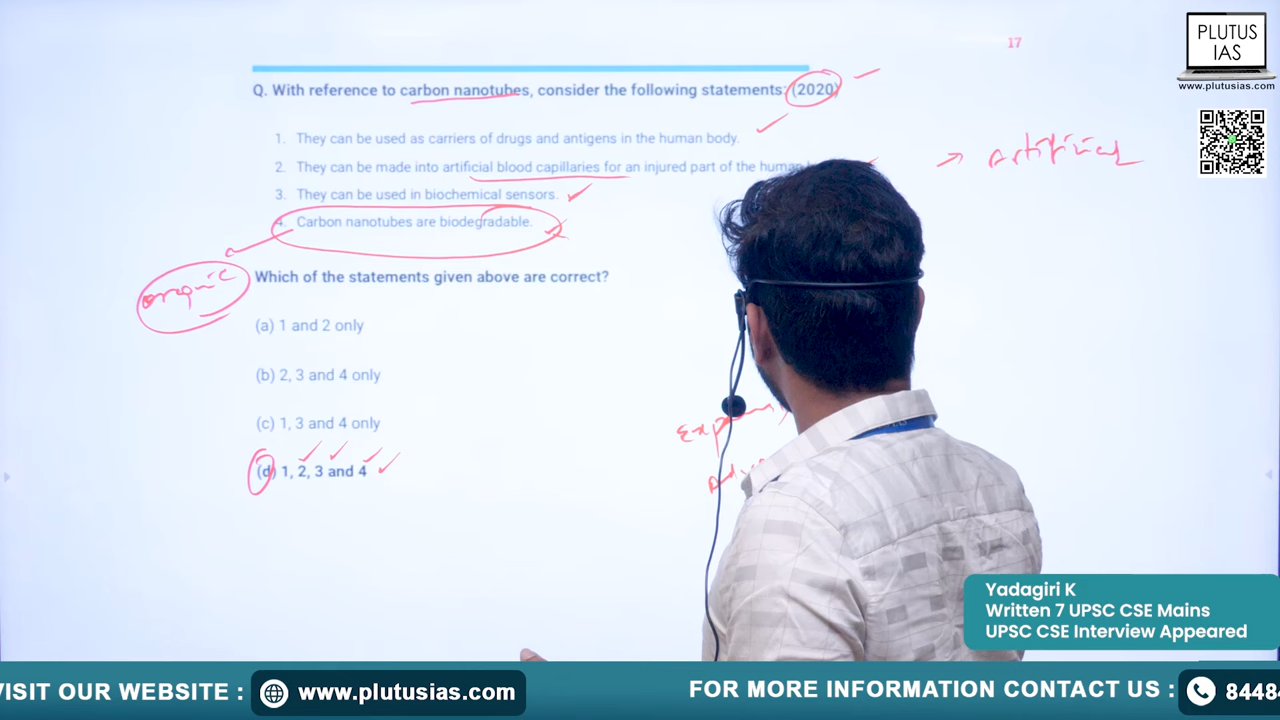 17
PLUTUS
IAS
www.plutusias.com
Q. With reference to carbon nanotubes, consider the following statements: (2020)
1. They can be used as carriers of drugs and antigens in the human body.
2. They can be made into artificial blood capillaries for an injured part of the human
→ Artificial
3. They can be used in biochemical sensors.
4. Carbon nanotubes are biodegradable.
organic
Which of the statements given above are correct?
(a) 1 and 2 only
(b) 2, 3 and 4 only
(c) 1, 3 and 4 only
(d) 1, 2, 3 and 4
Yadagiri K
Written 7 UPSC CSE Mains
UPSC CSE Interview Appeared
VISIT OUR WEBSITE :
www.plutusias.com
FOR MORE INFORMATION CONTACT US :
8448